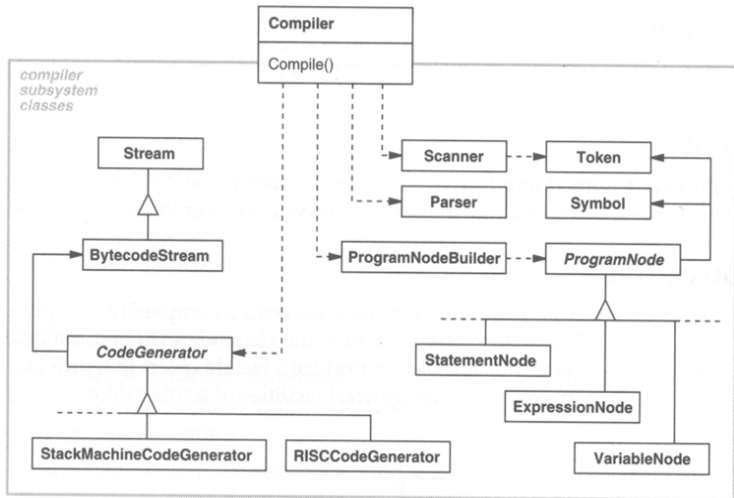 Compiler
Compile()
compiler
subsystem
classes
Stream
Scanner
Token
Parser
Symbol
BytecodeStream
ProgramNodeBuilder
ProgramNode
CodeGenerator
StatementNode
ExpressionNode
StackMachineCodeGenerator
RISCCodeGenerator
VariableNode